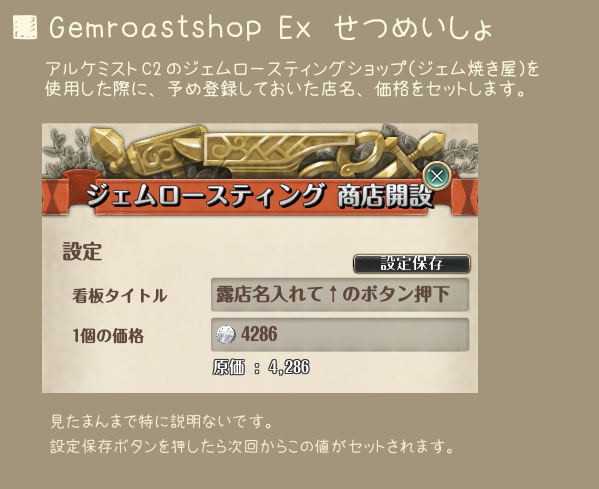 Gemroastshop Ex せつめいしょ
アルケミストC2のジェムロースティングショップ(ジェム焼き屋)を
使用した際に、予め登録しておいた店名、価格をセットします。
ジェムロースティング 商店開設
設定
設定保存
看板タイトル 露店名入れて↑のボタン押下
1個の価格 4286
原価 : 4,286
見たまんまで特に説明ないです。
設定保存ボタンを押したら次回からこの値がセットされます。